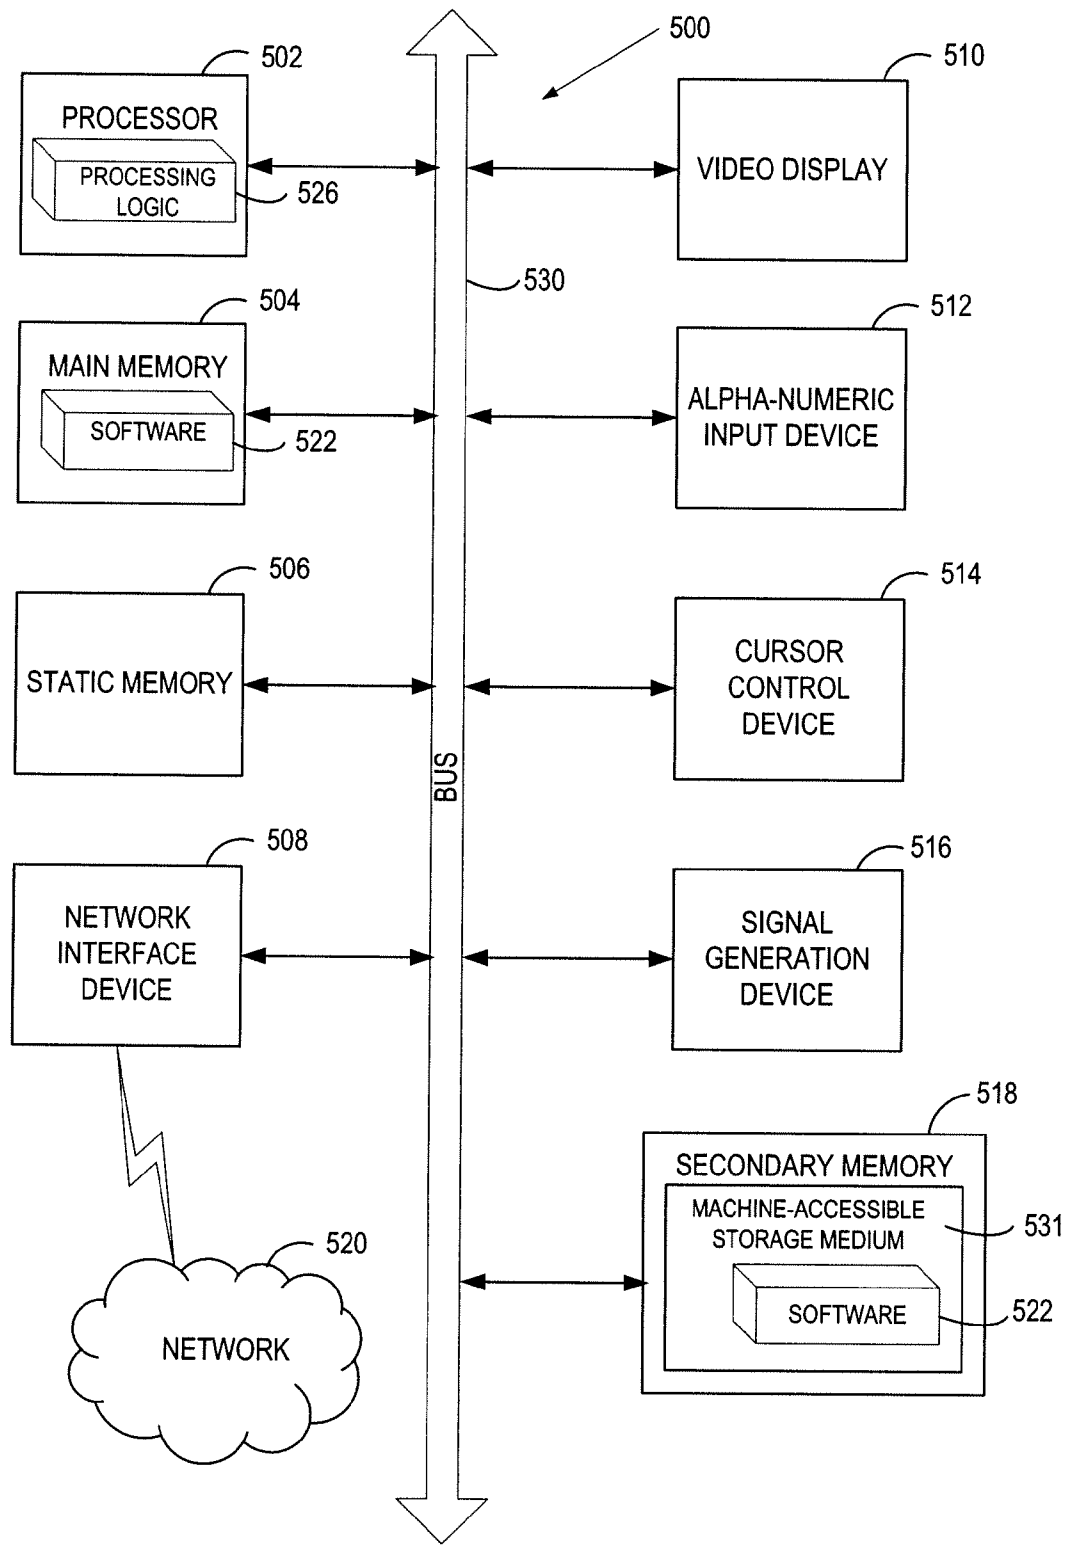 500
502
PROCESSOR
PROCESSING
LOGIC
526
510
VIDEO DISPLAY
530
504
MAIN MEMORY
SOFTWARE
522
512
ALPHA-NUMERIC
INPUT DEVICE
506
STATIC MEMORY
514
CURSOR
CONTROL
DEVICE
BUS
508
NETWORK
INTERFACE
DEVICE
516
SIGNAL
GENERATION
DEVICE
518
SECONDARY MEMORY
MACHINE-ACCESSIBLE
STORAGE MEDIUM
531
SOFTWARE
522
520
NETWORK